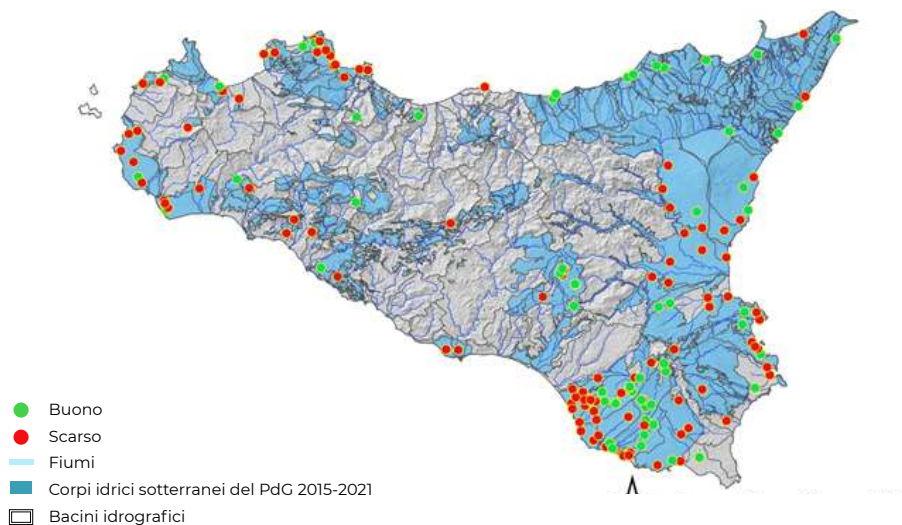 Buono
Scarso
Fiumi
Corpi idrici sotterranei del PdG 2015-2021
Bacini idrografici